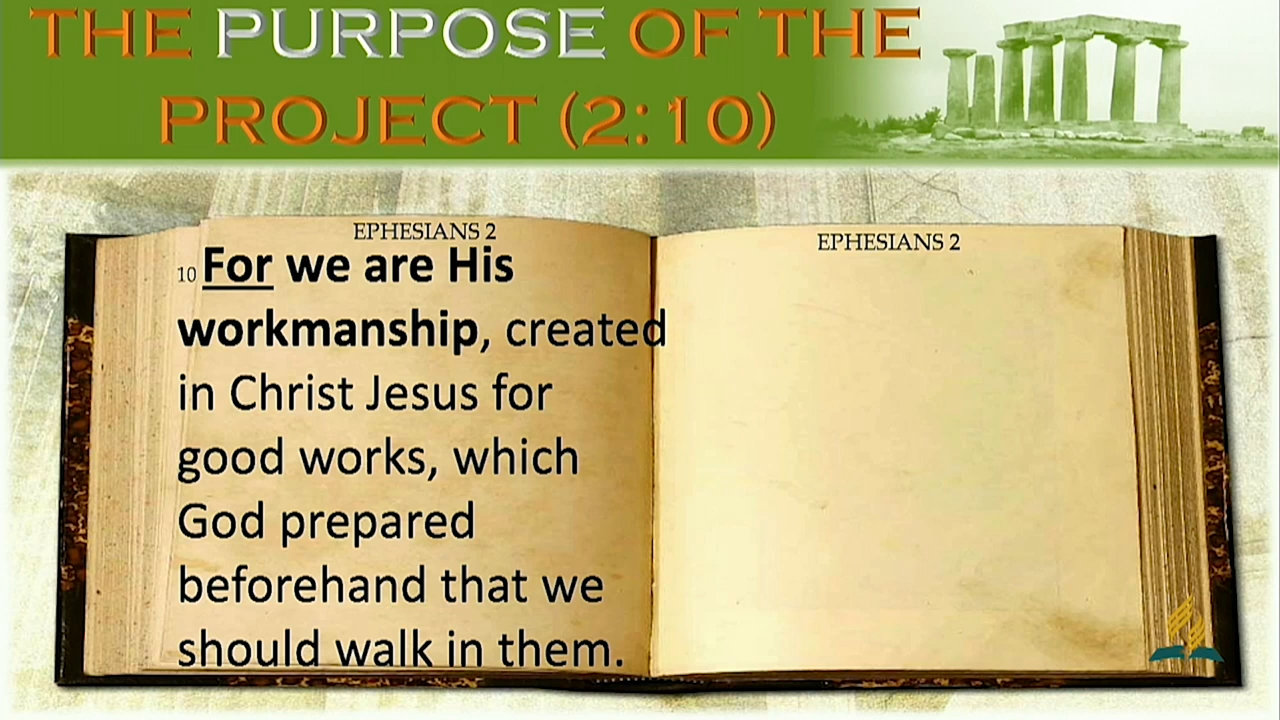 THE PURPOSE OF THE
PROJECT (2:10)
EPHESIANS 2
10 For we are His
workmanship, created
in Christ Jesus for
good works, which
God prepared
beforehand that we
should walk in them.
EPHESIANS 2